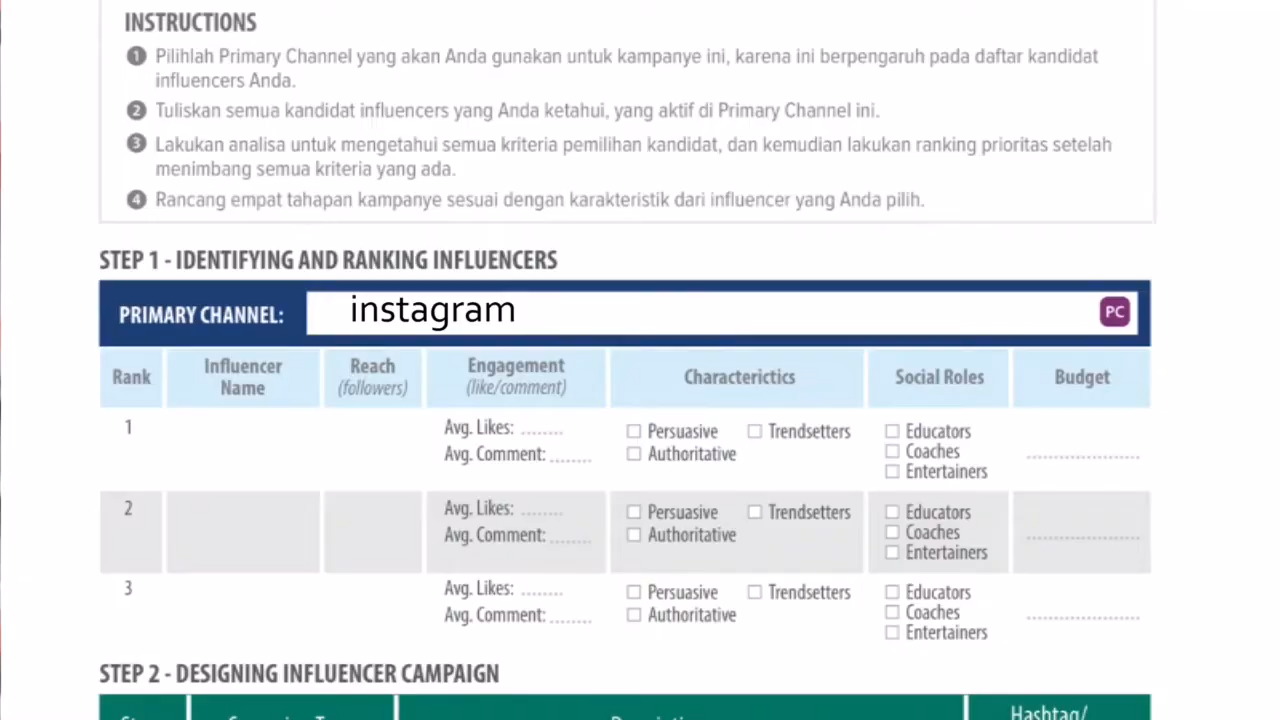 INSTRUCTIONS
1 Pilihlah Primary Channel yang akan Anda gunakan untuk kampanye ini, karena ini berpengaruh pada daftar kandidat
influencers Anda.
2 Tuliskan semua kandidat influencers yang Anda ketahui, yang aktif di Primary Channel ini.
3 Lakukan analisa untuk mengetahui semua kriteria pemilihan kandidat, dan kemudian lakukan ranking prioritas setelah
menimbang semua kriteria yang ada.
4 Rancang empat tahapan kampanye sesuai dengan karakteristik dari influencer yang Anda pilih.
STEP 1 - IDENTIFYING AND RANKING INFLUENCERS
PRIMARY CHANNEL: instagram PC
Rank Influencer Name Reach (followers) Engagement (like/comment) Characterictics Social Roles Budget
1 Avg. Likes: ........ Persuasive Trendsetters Educators
Avg. Comment: ........ Authoritative Coaches
Entertainers
2 Avg. Likes: ........ Persuasive Trendsetters Educators
Avg. Comment: ........ Authoritative Coaches
Entertainers
3 Avg. Likes: ........ Persuasive Trendsetters Educators
Avg. Comment: ........ Authoritative Coaches
Entertainers
STEP 2 - DESIGNING INFLUENCER CAMPAIGN
Hashtag/